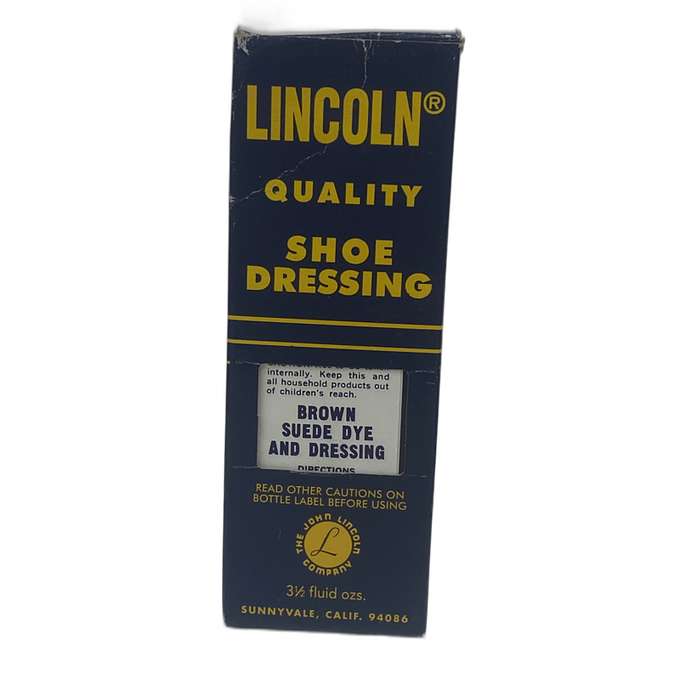 LINCOLN®
QUALITY
SHOE
DRESSING
internally. Keep this and
all household products out
of children's reach.
BROWN
SUEDE DYE
AND DRESSING
DIRECTIONS
READ OTHER CAUTIONS ON
BOTTLE LABEL BEFORE USING
THE JOHN LINCOLN
COMPANY
L
3½ fluid ozs.
SUNNYVALE, CALIF. 94086